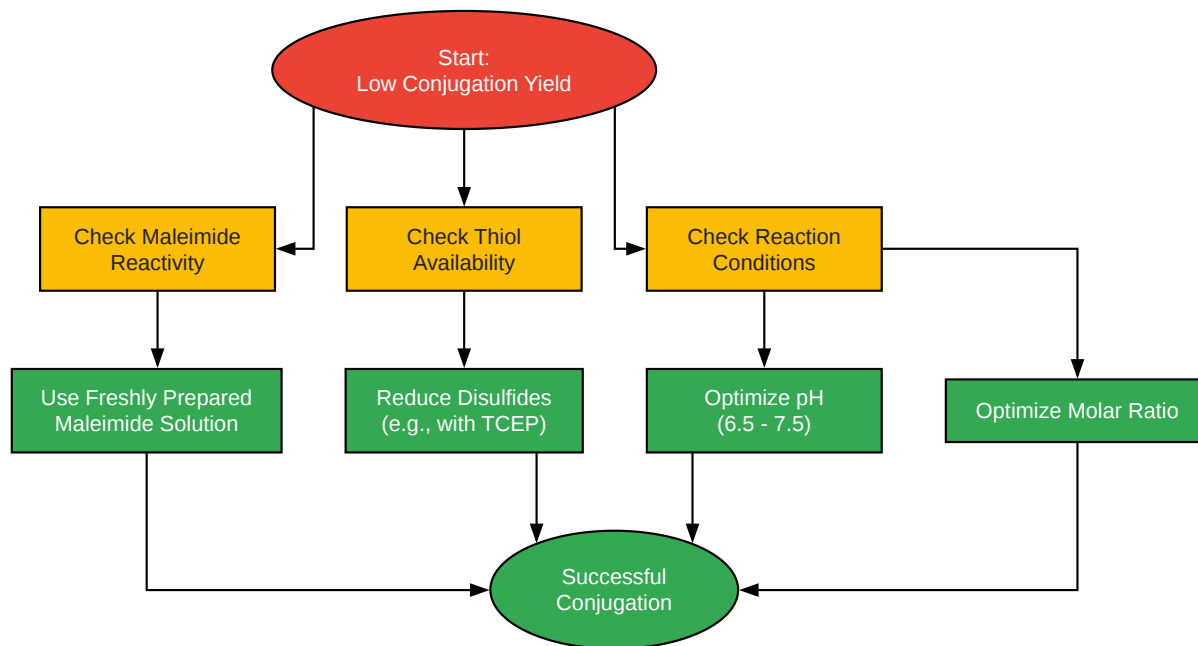 Start:
Low Conjugation Yield
Check Maleimide
Reactivity
Check Thiol
Availability
Check Reaction
Conditions
Use Freshly Prepared
Maleimide Solution
Reduce Disulfides
(e.g., with TCEP)
Optimize pH
(6.5 - 7.5)
Optimize Molar Ratio
Successful
Conjugation